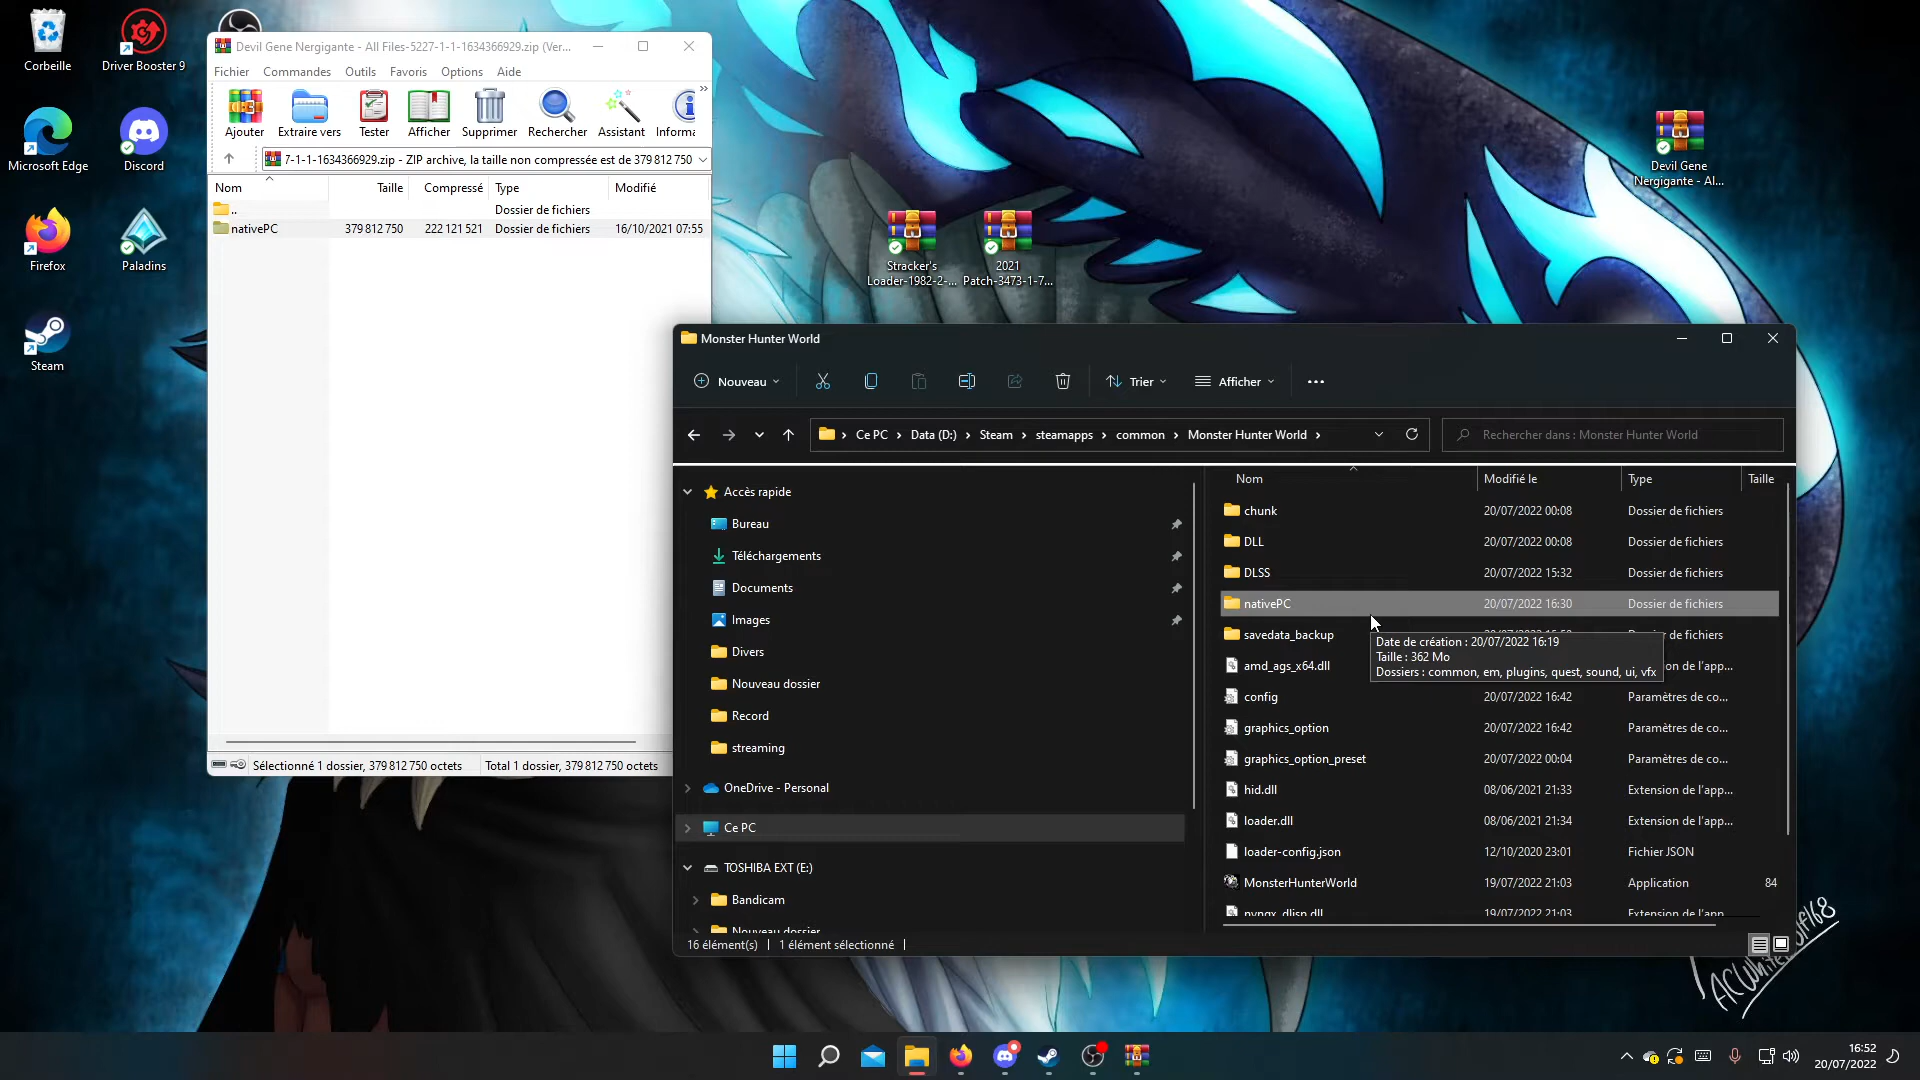 Corbeille
Driver Booster 9
Microsoft Edge
Discord
Firefox
Paladins
Steam
Devil Gene Nergigante - All Files-5227-1-1-1634366929.zip (Ver...
Fichier Commandes Outils Favoris Options Aide
Ajouter Extraire vers Tester Afficher Supprimer Rechercher Assistant Informa
7-1-1-1634366929.zip - ZIP archive, la taille non compressée est de 379 812 750
Nom Taille Compressé Type Modifié
.. Dossier de fichiers
nativePC 379 812 750 222 121 521 Dossier de fichiers 16/10/2021 07:55
Sélectionné 1 dossier, 379 812 750 octets Total 1 dossier, 379 812 750 octets
Stracker's
Loader-1982-2-...
2021
Patch-3473-1-7...
Devil Gene
Nergigante - Al...
Monster Hunter World
Nouveau Trier Afficher
Ce PC Data (D:) Steam steamapps common Monster Hunter World
Rechercher dans : Monster Hunter World
Accès rapide
Bureau
Téléchargements
Documents
Images
Divers
Nouveau dossier
Record
streaming
OneDrive - Personal
Ce PC
TOSHIBA EXT (E:)
Bandicam
Nouveau dossier
Nom Modifié le Type Taille
chunk 20/07/2022 00:08 Dossier de fichiers
DLL 20/07/2022 00:08 Dossier de fichiers
DLSS 20/07/2022 15:32 Dossier de fichiers
nativePC 20/07/2022 16:30 Dossier de fichiers
savedata_backup de fichiers
amd_ags_x64.dll on de l'app...
Date de création : 20/07/2022 16:19
Taille : 362 Mo
Dossiers : common, em, plugins, quest, sound, ui, vfx
config 20/07/2022 16:42 Paramètres de co...
graphics_option 20/07/2022 16:42 Paramètres de co...
graphics_option_preset 20/07/2022 00:04 Paramètres de co...
hid.dll 08/06/2021 21:33 Extension de l'app...
loader.dll 08/06/2021 21:34 Extension de l'app...
loader-config.json 12/10/2020 23:01 Fichier JSON
MonsterHunterWorld 19/07/2022 21:03 Application 84
19/07/2022 21:03
16 élément(s) 1 élément sélectionné
16:52
20/07/2022